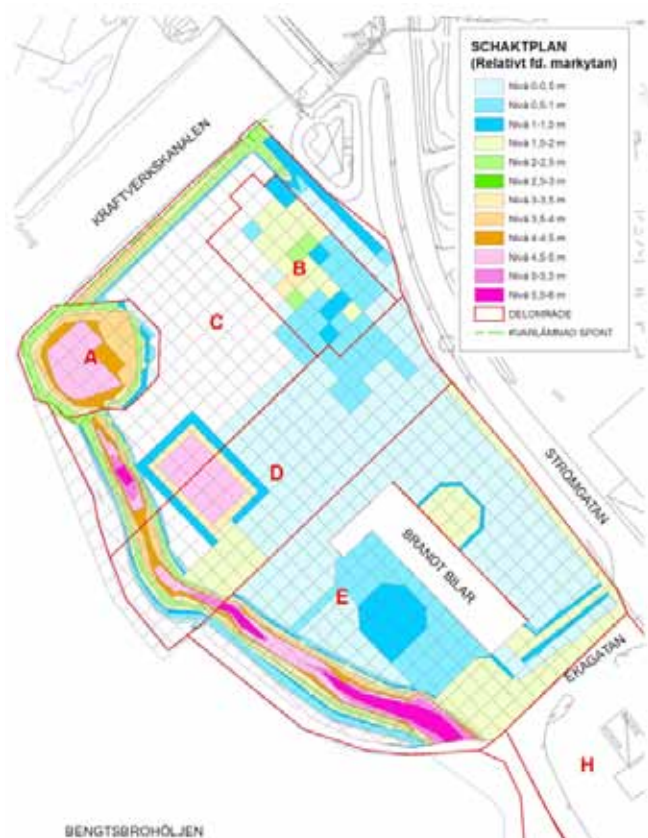 SCHAKTPLAN
(Relativt fd. markytan)
Nivå 0-0,5 m
Nivå 0,5-1 m
Nivå 1-1,5 m
Nivå 1,5-2 m
Nivå 2-2,5 m
Nivå 2,5-3 m
Nivå 3-3,5 m
Nivå 3,5-4 m
Nivå 4-4,5 m
Nivå 4,5-5 m
Nivå
Nivå 5,5-6 m
DELOMRÅDE
KVARLÄMNAD SPONT
KRAFTVERKSKANALEN
B
C
A
D
STRÖMGATAN
BRANDT BILAR
E
EKAGATAN
H
BENGTSBROHÖLJEN